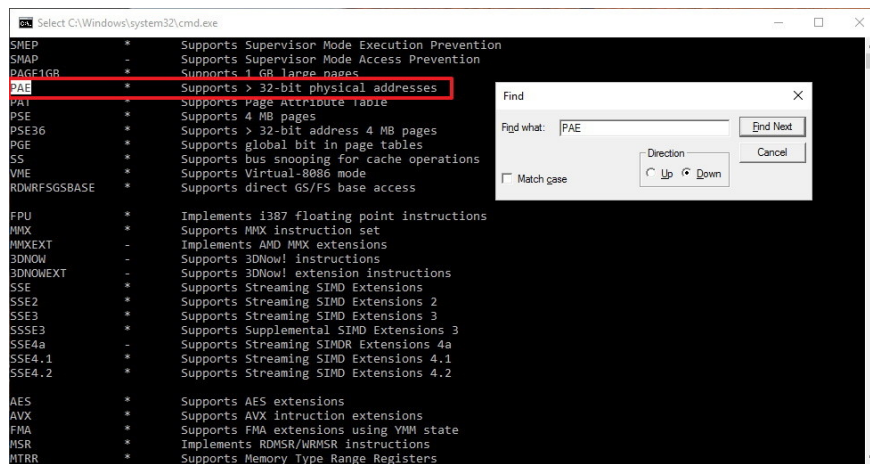 Select C:\Windows\system32\cmd.exe
SMEP * Supports Supervisor Mode Execution Prevention
SMAP - Supports Supervisor Mode Access Prevention
PAGE1GB * Supports 1 GB large pages
PAE * Supports > 32-bit physical addresses
PAT * Supports Page Attribute Table
PSE * Supports 4 MB pages
PSE36 * Supports > 32-bit address 4 MB pages
PGE * Supports global bit in page tables
SS * Supports bus snooping for cache operations
VME * Supports Virtual-8086 mode
RDWRFSGSBASE * Supports direct GS/FS base access
FPU * Implements i387 floating point instructions
MMX * Supports MMX instruction set
MMXEXT - Implements AMD MMX extensions
3DNOW - Supports 3DNow! instructions
3DNOWEXT - Supports 3DNow! extension instructions
SSE * Supports Streaming SIMD Extensions
SSE2 * Supports Streaming SIMD Extensions 2
SSE3 * Supports Streaming SIMD Extensions 3
SSSE3 * Supports Supplemental SIMD Extensions 3
SSE4a - Supports Streaming SIMDR Extensions 4a
SSE4.1 * Supports Streaming SIMD Extensions 4.1
SSE4.2 * Supports Streaming SIMD Extensions 4.2
AES * Supports AES extensions
AVX * Supports AVX intruction extensions
FMA * Supports FMA extensions using YMM state
MSR * Implements RDMSR/WRMSR instructions
MTRR * Supports Memory Type Range Registers
Find
Find what: PAE
Find Next
Direction
Cancel
Match case
Up Down